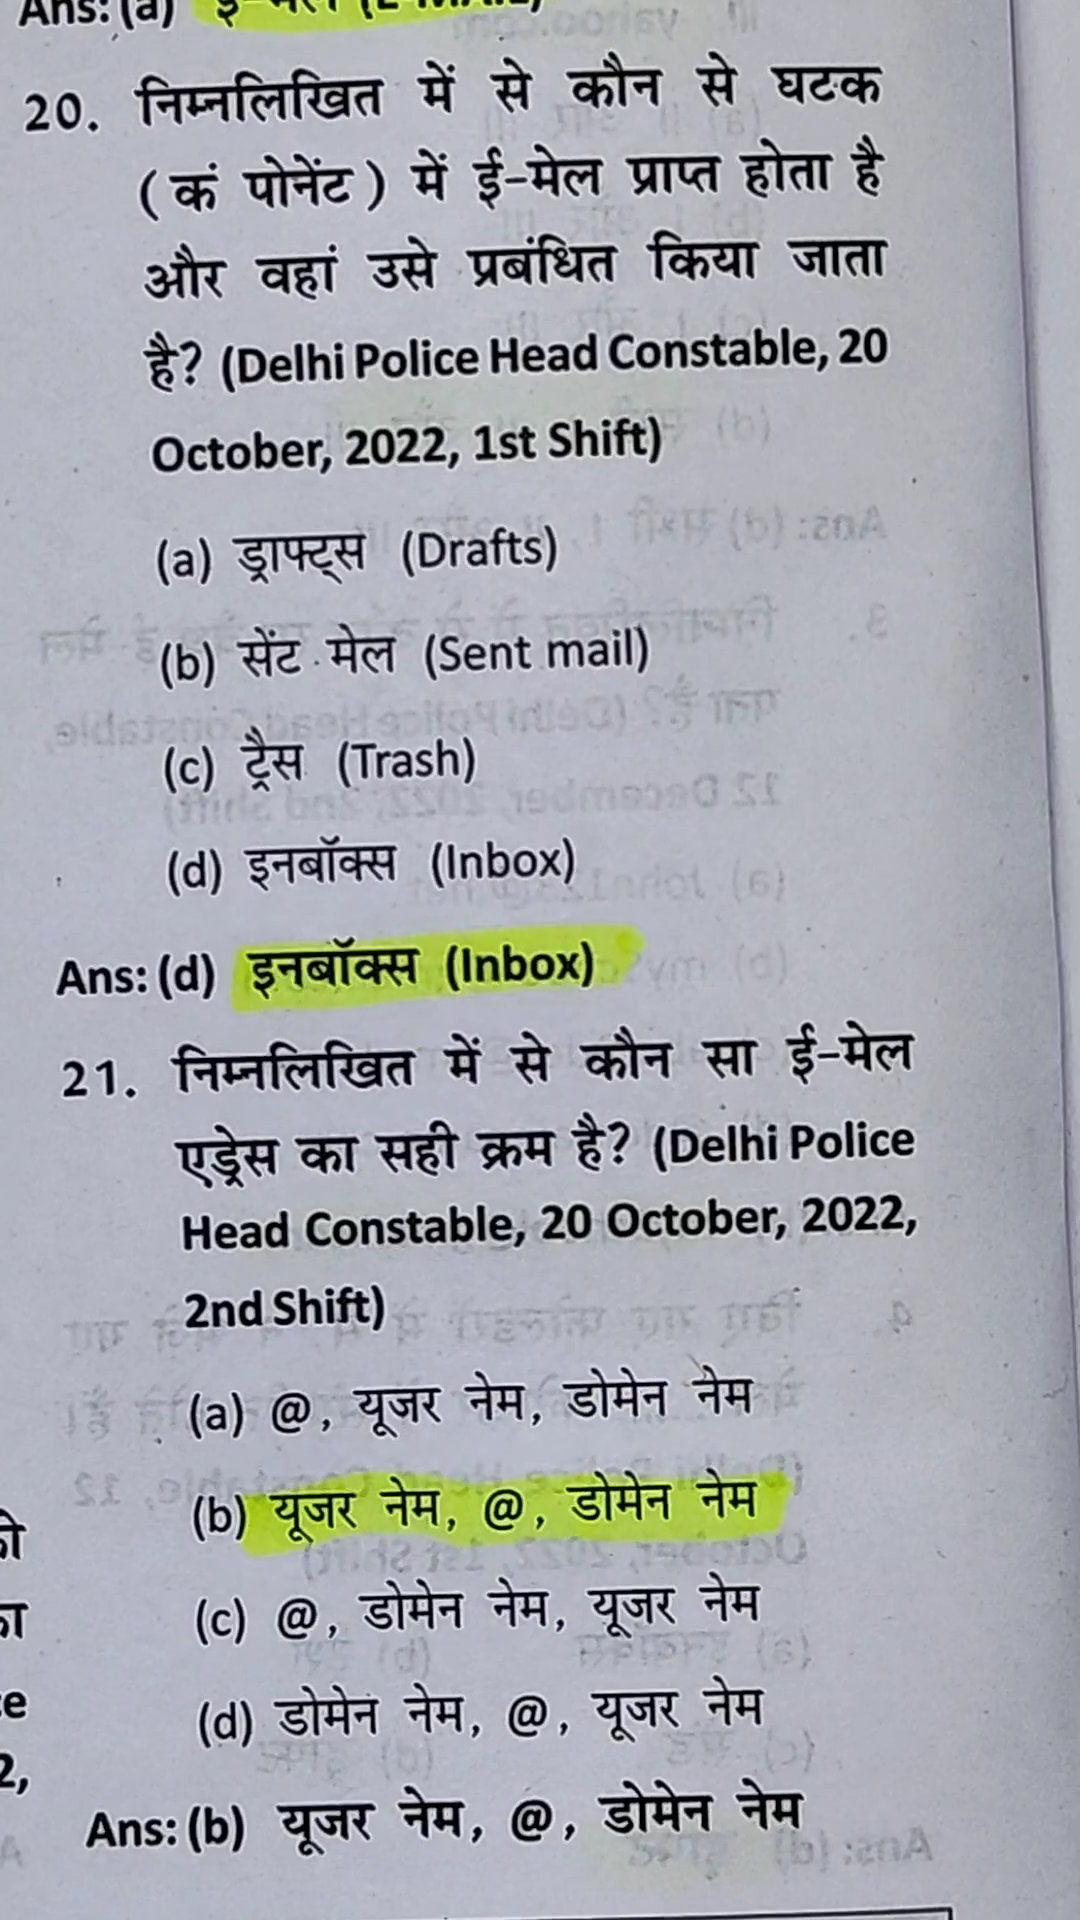 Ans: (a) ई-मेल (E-MAIL)
20. निम्नलिखित में से कौन से घटक
(कं पोनेंट) में ई-मेल प्राप्त होता है
और वहां उसे प्रबंधित किया जाता
है? (Delhi Police Head Constable, 20
October, 2022, 1st Shift)
(a) ड्राफ्ट्स (Drafts)
(b) सेंट मेल (Sent mail)
(c) ट्रैस (Trash)
(d) इनबॉक्स (Inbox)
Ans: (d) इनबॉक्स (Inbox)
21. निम्नलिखित में से कौन सा ई-मेल
एड्रेस का सही क्रम है? (Delhi Police
Head Constable, 20 October, 2022,
2nd Shift)
(a) @, यूजर नेम, डोमेन नेम
(b) यूजर नेम, @, डोमेन नेम
(c) @, डोमेन नेम, यूजर नेम
(d) डोमेन नेम, @, यूजर नेम
Ans: (b) यूजर नेम, @, डोमेन नेम